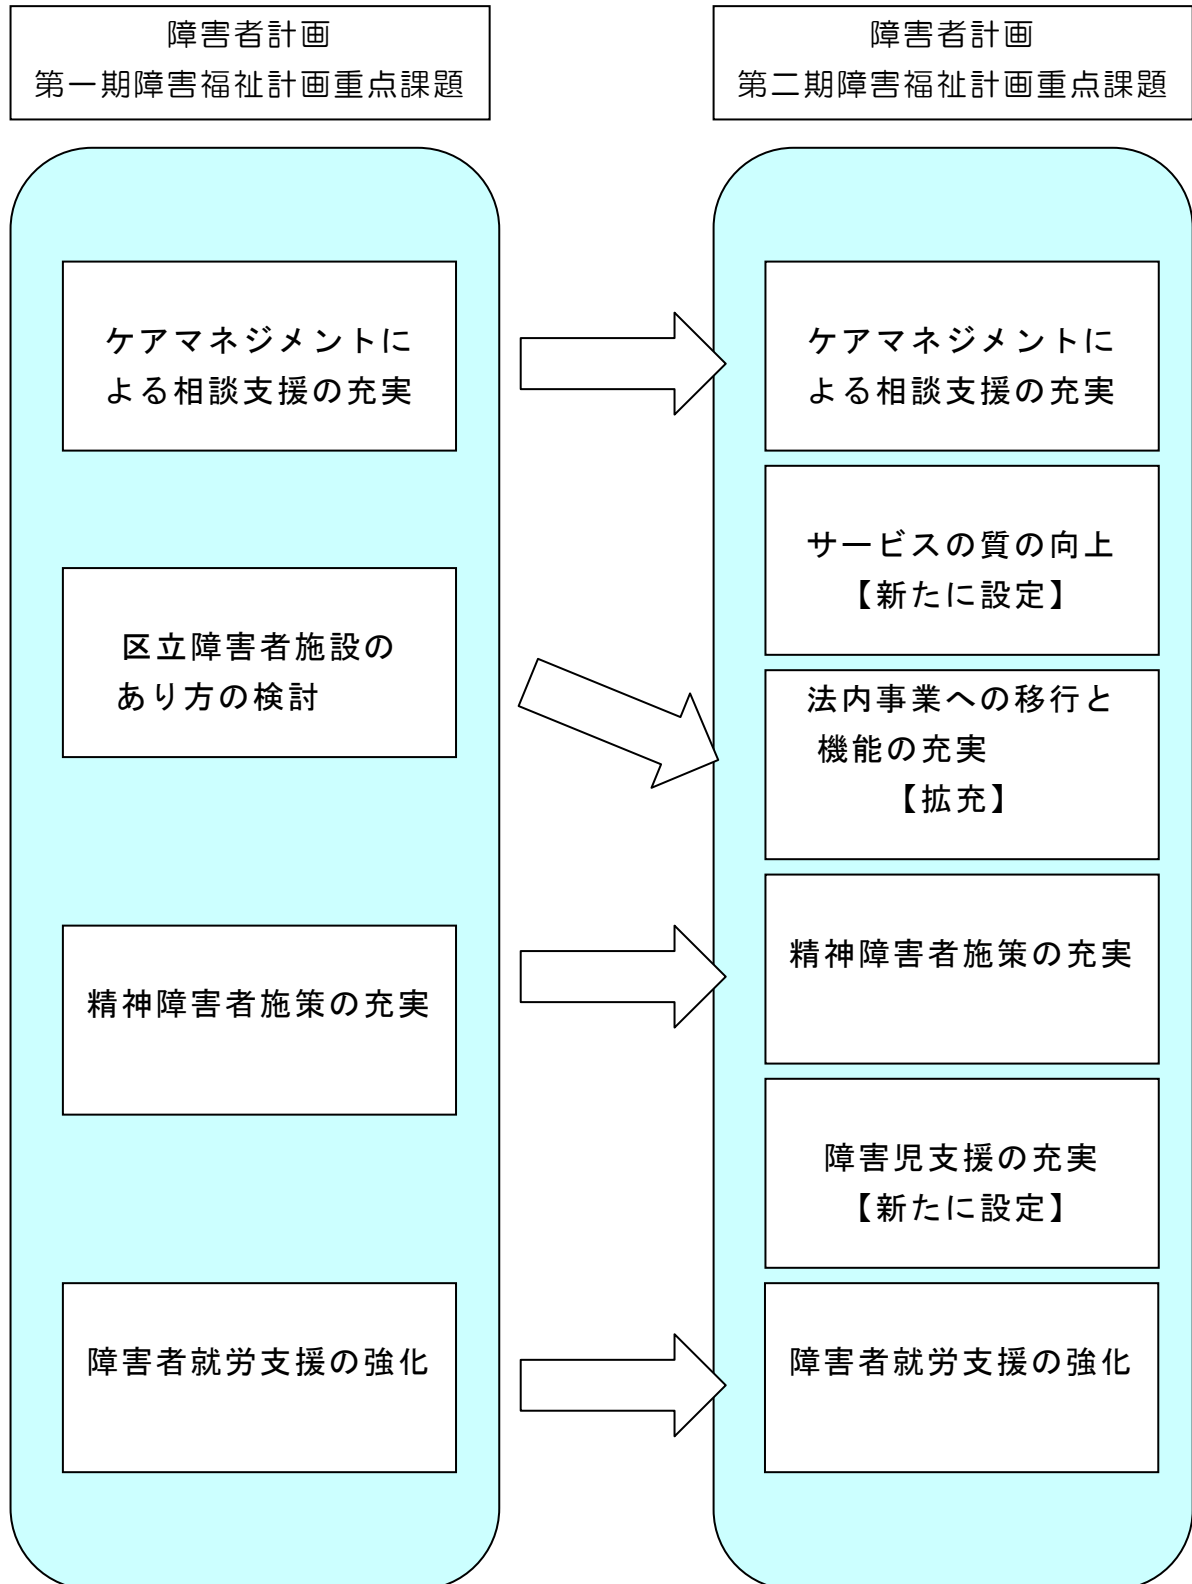 障害者計画
第一期障害福祉計画重点課題
ケアマネジメントに
よる相談支援の充実
区立障害者施設の
あり方の検討
精神障害者施策の充実
障害者就労支援の強化
障害者計画
第二期障害福祉計画重点課題
ケアマネジメントに
よる相談支援の充実
サービスの質の向上
【新たに設定】
法内事業への移行と
機能の充実
【拡充】
精神障害者施策の充実
障害児支援の充実
【新たに設定】
障害者就労支援の強化